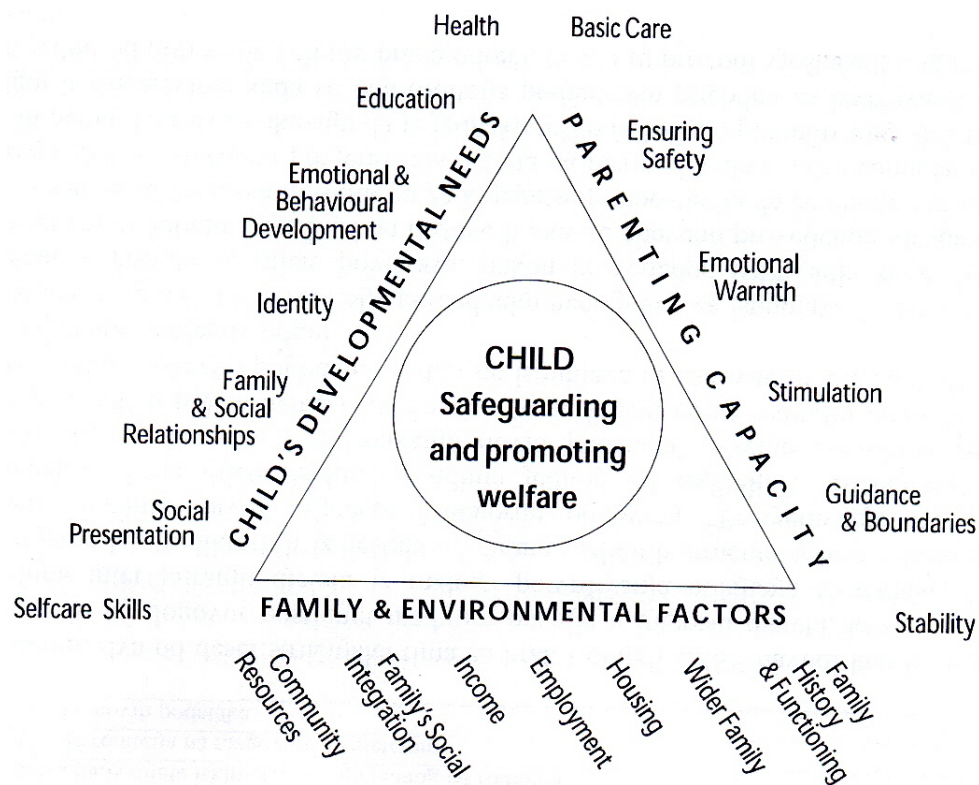 Health
Basic Care
Education
Ensuring
Safety
Emotional &
Behavioural
Development
Emotional
Warmth
Identity
Stimulation
Family
& Social
Relationships
Guidance
& Boundaries
Social
Presentation
Selfcare Skills
Stability
CHILD'S DEVELOPMENTAL NEEDS
PARENTING CAPACITY
CHILD
Safeguarding
and promoting
welfare
FAMILY & ENVIRONMENTAL FACTORS
Community
Resources
Family's Social
Integration
Income
Employment
Housing
Wider Family
Family
History
& Functioning